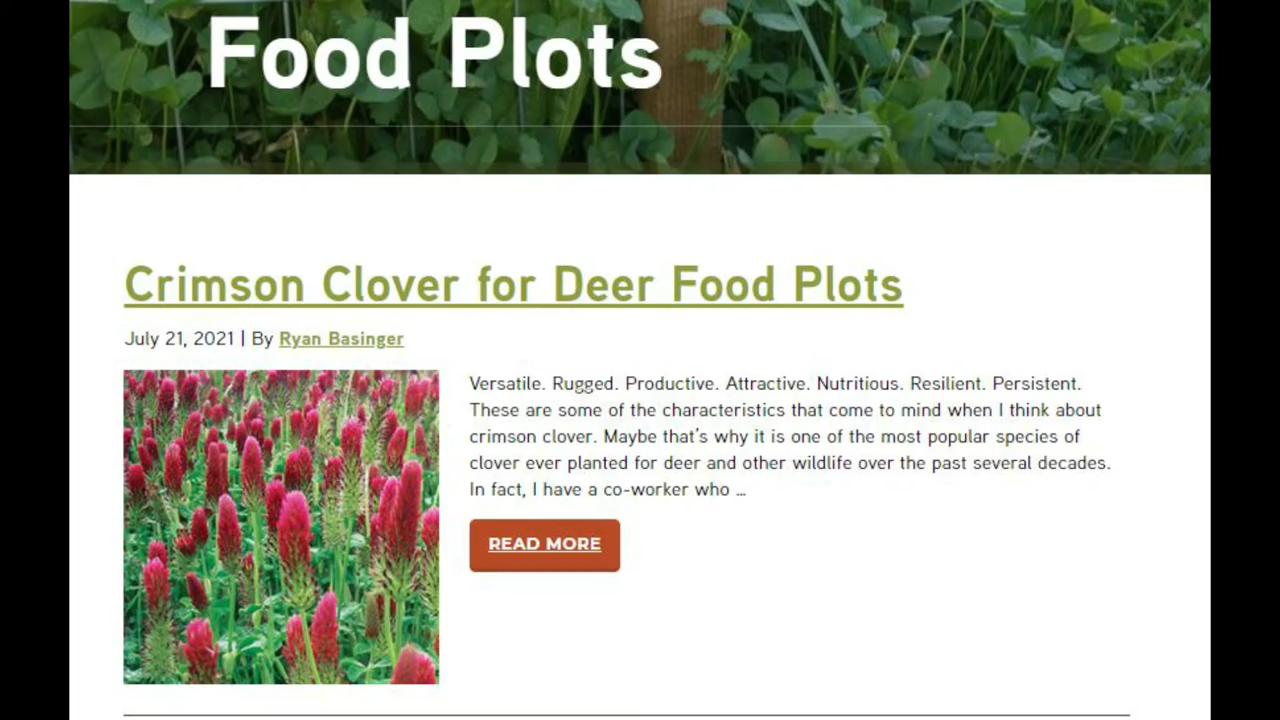 Food Plots
Crimson Clover for Deer Food Plots
July 21, 2021 | By Ryan Basinger
Versatile. Rugged. Productive. Attractive. Nutritious. Resilient. Persistent.
These are some of the characteristics that come to mind when I think about
crimson clover. Maybe that's why it is one of the most popular species of
clover ever planted for deer and other wildlife over the past several decades.
In fact, I have a co-worker who ...
READ MORE